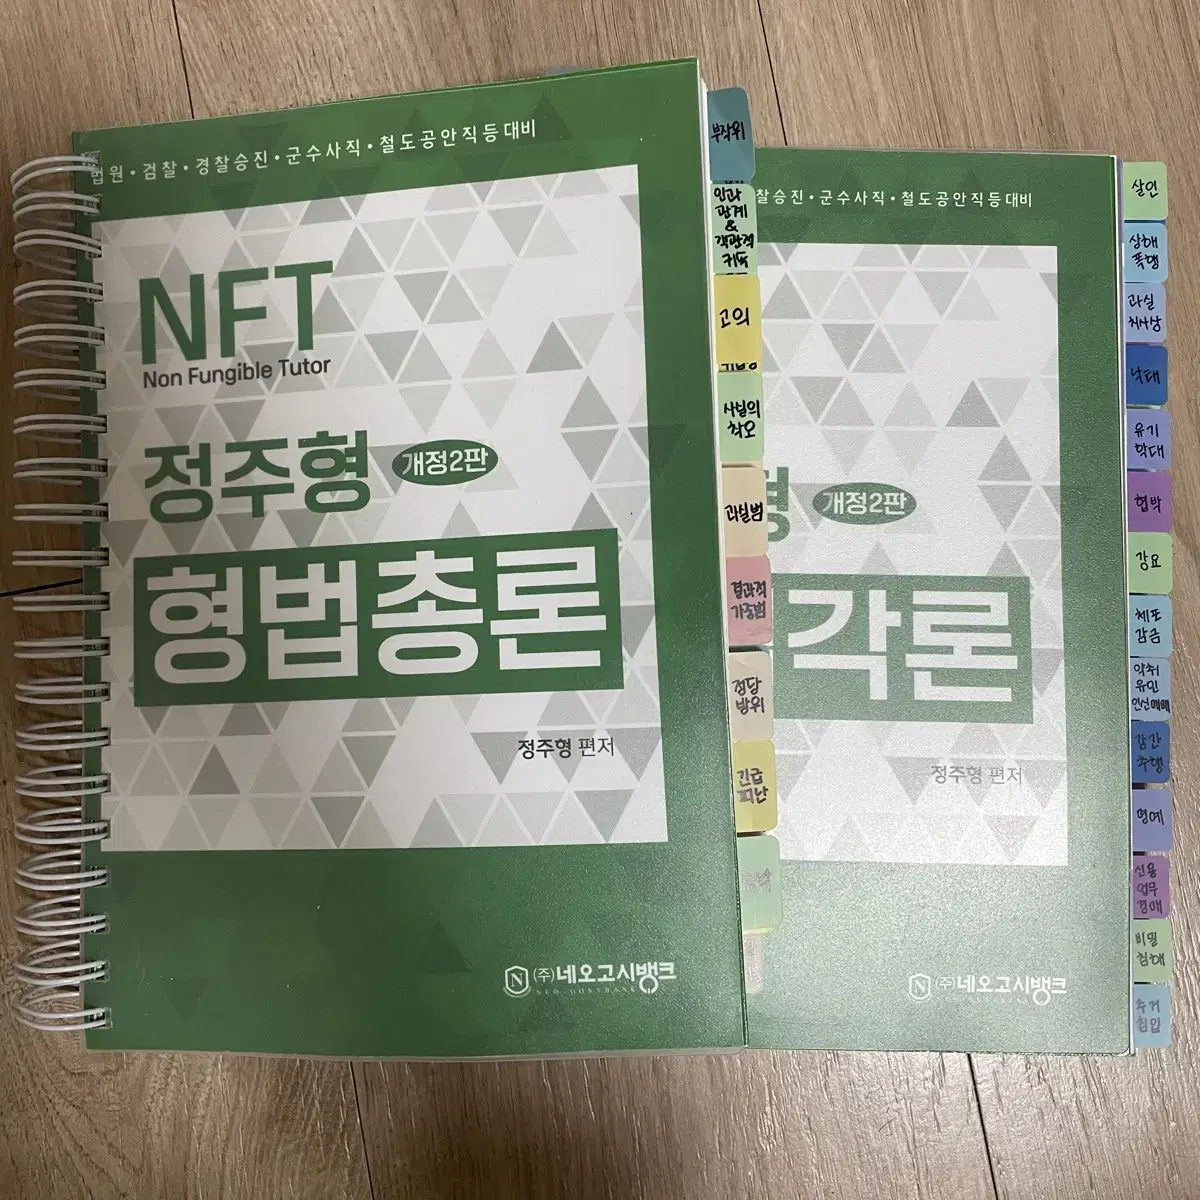 법원·검찰·경찰승진·군수사직·철도공안직등대비
NFT
Non Fungible Tutor
정주형 개정2판
형법총론
정주형 편저
(주)네오고시뱅크
부작위
인과
관계
&
객관적
귀속
고의
사실의
착오
과실범
결과적
가중범
정당
방위
긴급
피난
찰승진·군수사직·철도공안직등대비
형 개정2판
각론
정주형 편저
(주)네오고시뱅크
살인
상해
폭행
과실
치사상
낙태
유기
학대
협박
강요
체포
감금
약취
유인
인신매매
강간
추행
명예
신용
업무
경매
비밀
침해
주거
침입